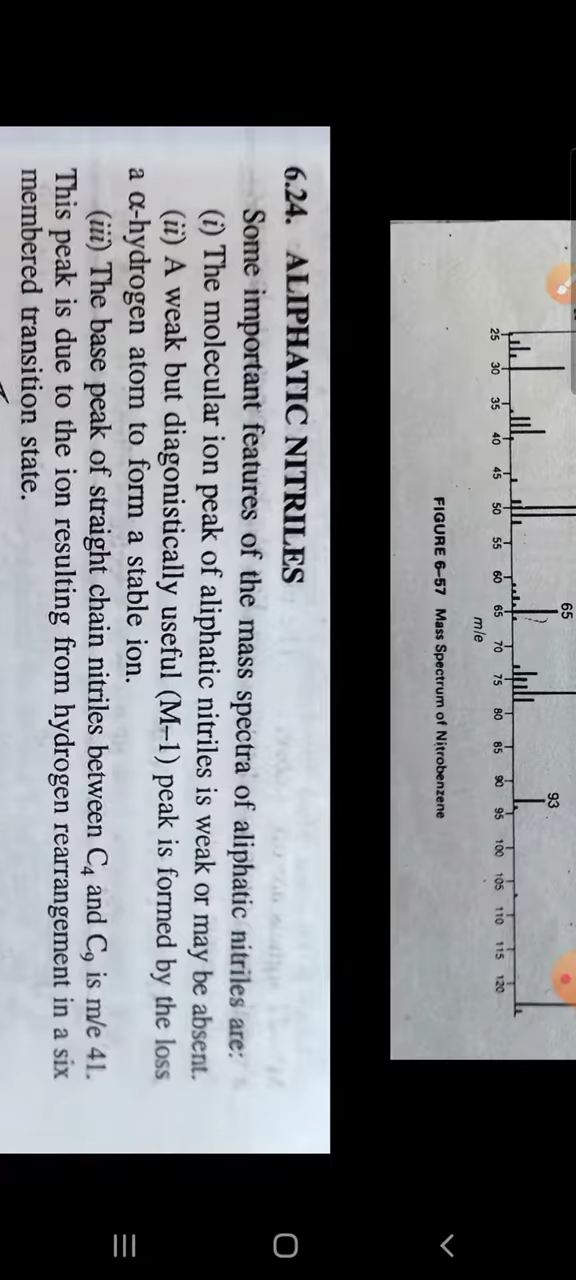 65
93
25 30 35 40 45 50 55 60 65 70 75 80 85 90 95 100 105 110 115 120
m/e
FIGURE 6-57 Mass Spectrum of Nitrobenzene
6.24. ALIPHATIC NITRILES
Some important features of the mass spectra of aliphatic nitriles are:
(i) The molecular ion peak of aliphatic nitriles is weak or may be absent.
(ii) A weak but diagonistically useful (M–1) peak is formed by the loss
a α-hydrogen atom to form a stable ion.
(iii) The base peak of straight chain nitriles between C₄ and C₉ is m/e 41.
This peak is due to the ion resulting from hydrogen rearrangement in a six
membered transition state.